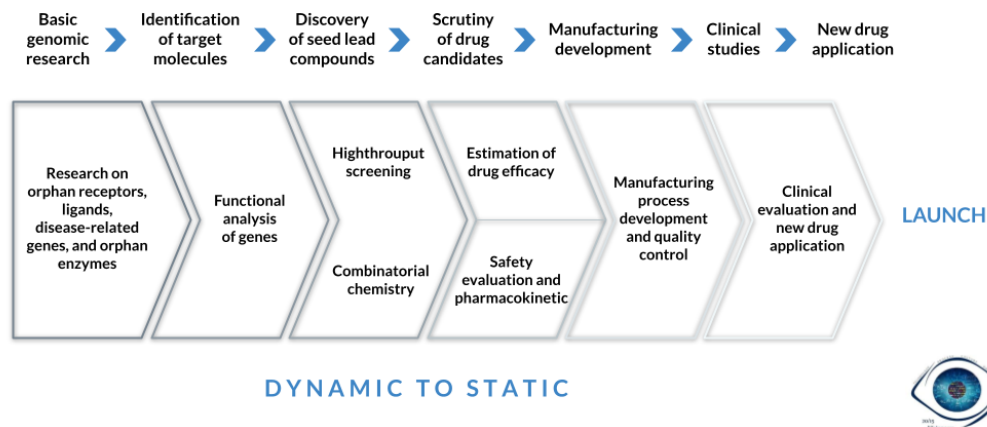 Basic
genomic
research
Identification
of target
molecules
Discovery
of seed lead
compounds
Scrutiny
of drug
candidates
Manufacturing
development
Clinical
studies
New drug
application
Research on
orphan receptors,
ligands,
disease-related
genes, and orphan
enzymes
Functional
analysis
of genes
Highthrouput
screening
Combinatorial
chemistry
Estimation of
drug efficacy
Safety
evaluation and
pharmacokinetic
Manufacturing
process
development
and quality
control
Clinical
evaluation and
new drug
application
LAUNCH
DYNAMIC TO STATIC